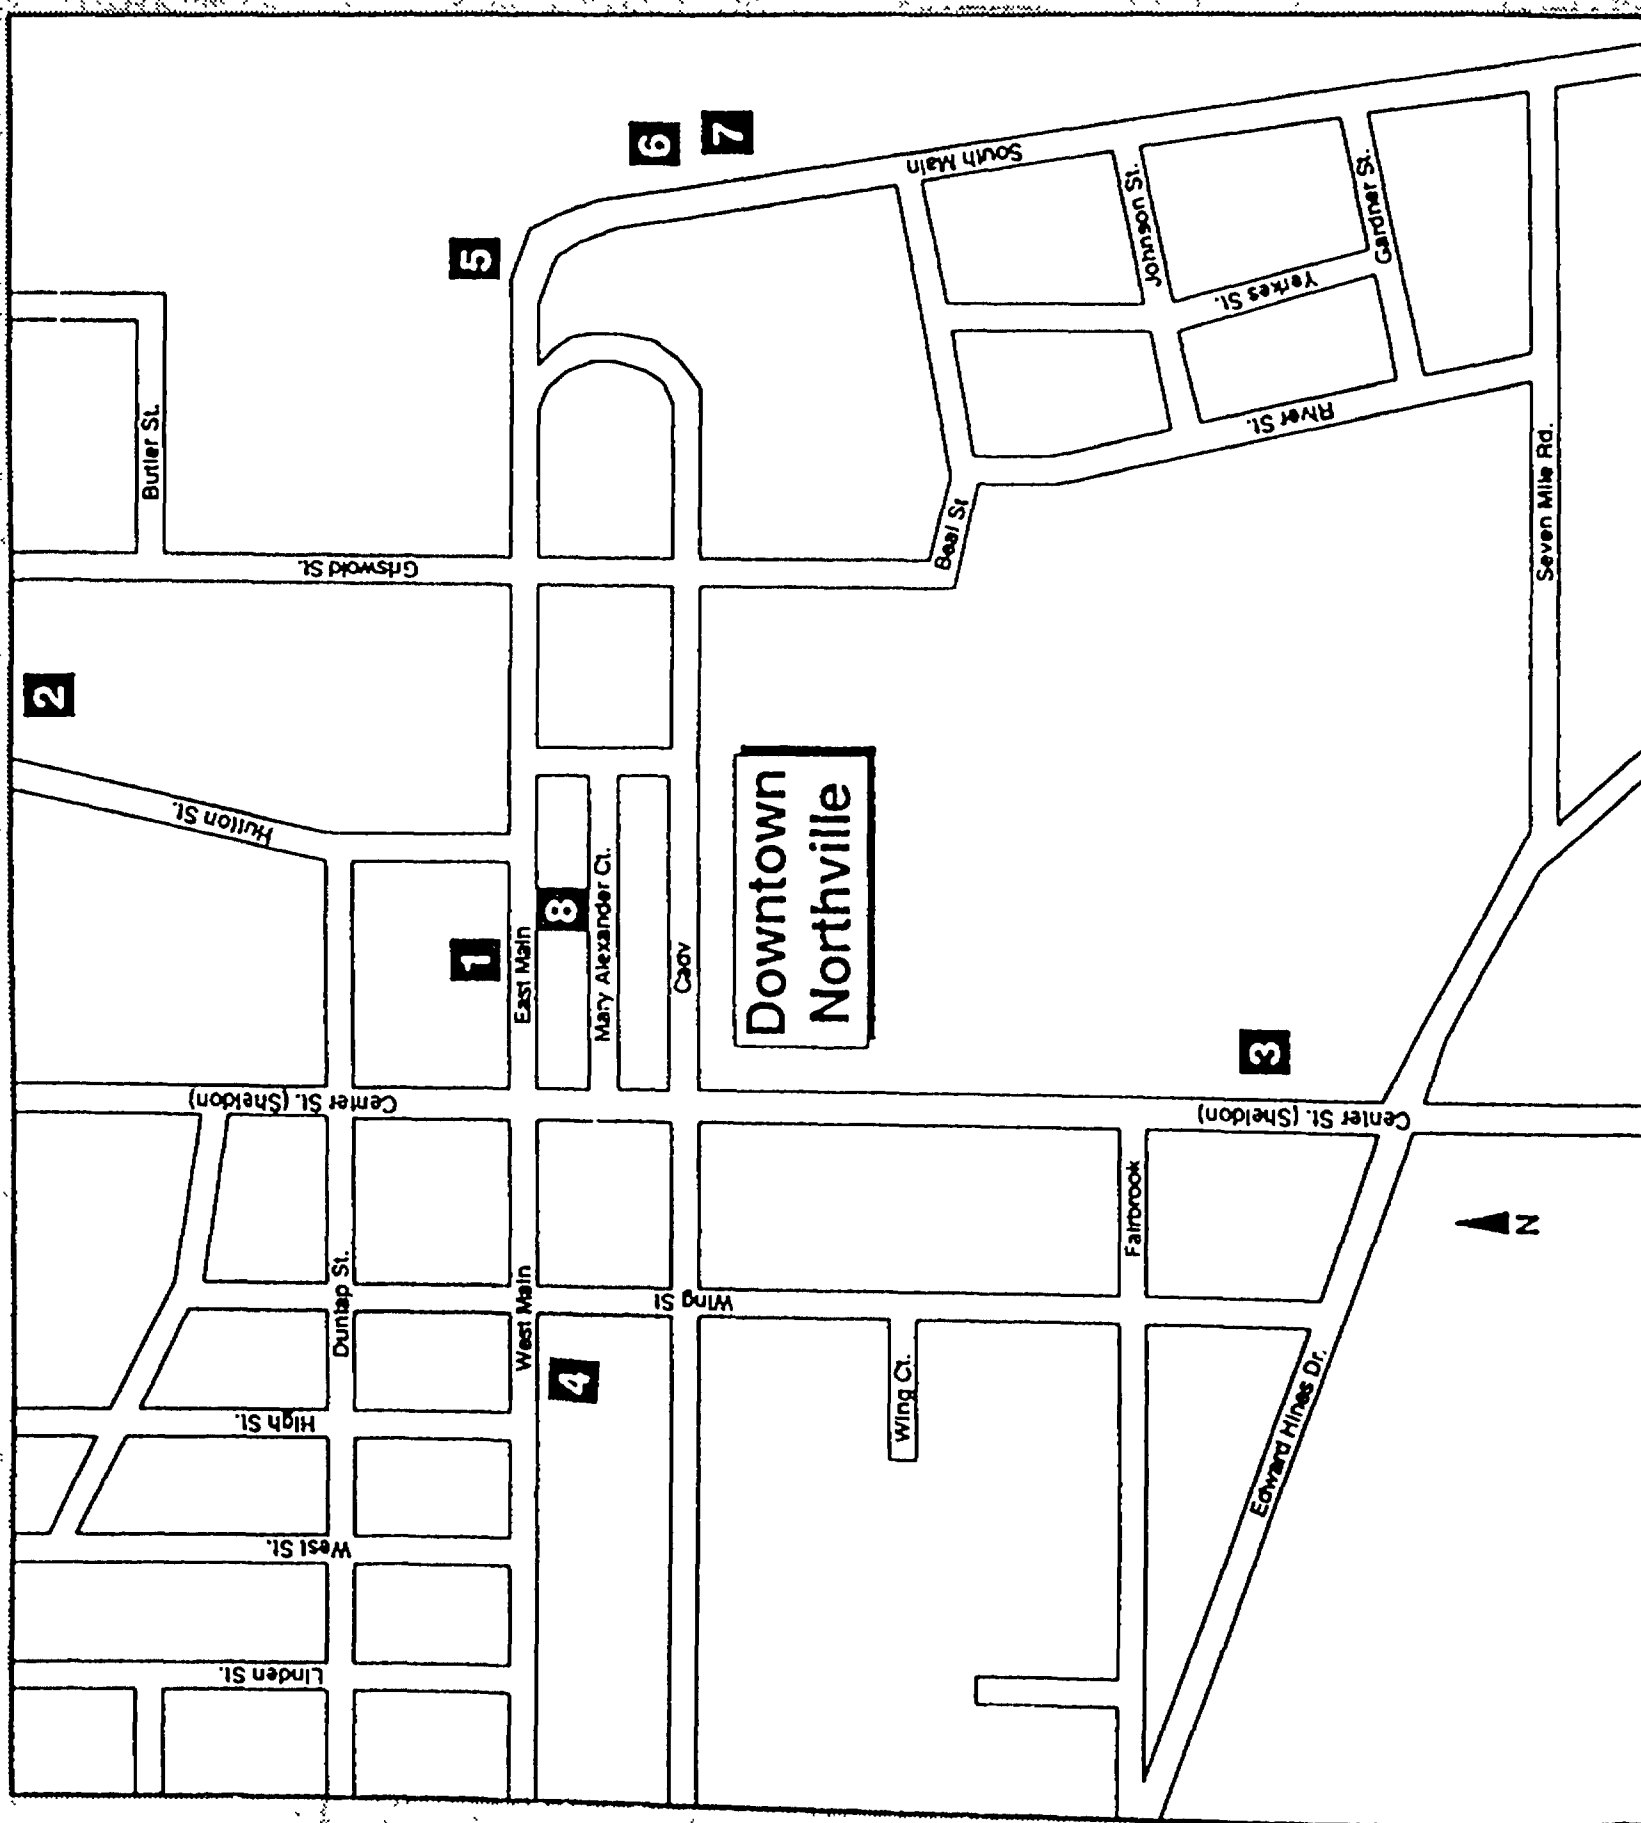 2
Butler St.
Griswold St.
Hutton St.
5
6
7
South Main
Johnson St.
Gardner St.
Yerkes St.
River St.
Beal St
Seven Mile Rd.
1
East Main
8
Mary Alexander Ct.
Cady
Downtown
Northville
Center St. (Sheldon)
3
Center St. (Sheldon)
Dunlap St.
West Main
Wing St
4
Wing Ct.
Fairbrook
Edward Hines Dr.
High St.
West St.
Linden St.
N